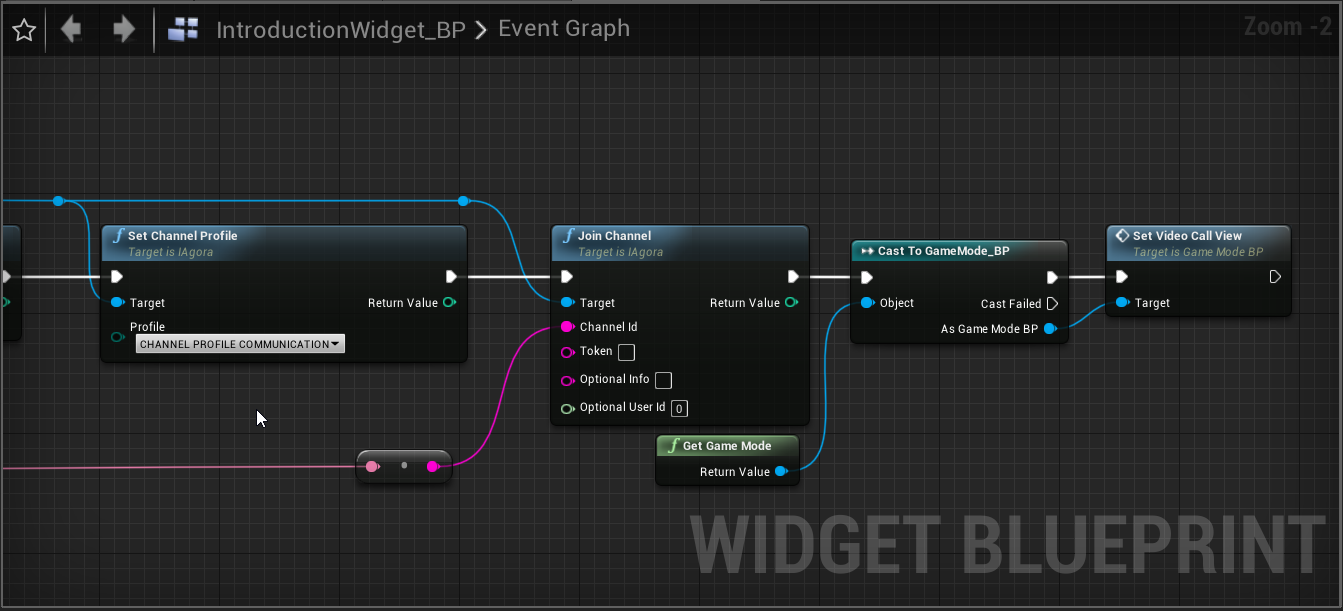 IntroductionWidget_BP > Event Graph
Zoom -2
Set Channel Profile
Target is IAgora
Target
Return Value
Profile
CHANNEL PROFILE COMMUNICATION
Join Channel
Target is IAgora
Target
Return Value
Channel Id
Token
Optional Info
Optional User Id 0
Cast To GameMode_BP
Object
Cast Failed
As Game Mode BP
Set Video Call View
Target is Game Mode BP
Target
Get Game Mode
Return Value
WIDGET BLUEPRINT